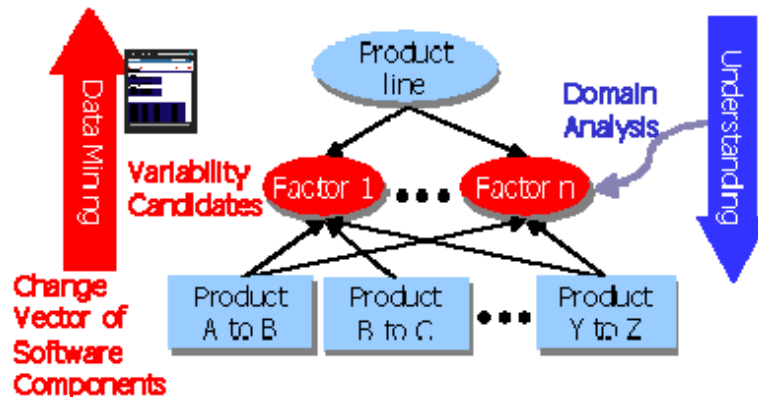 Product
line
Data Mining
Understanding
Domain
Analysis
Variability
Candidates
Factor 1
Factor n
Change
Vector of
Software
Components
Product
A to B
Product
B to C
Product
Y to Z